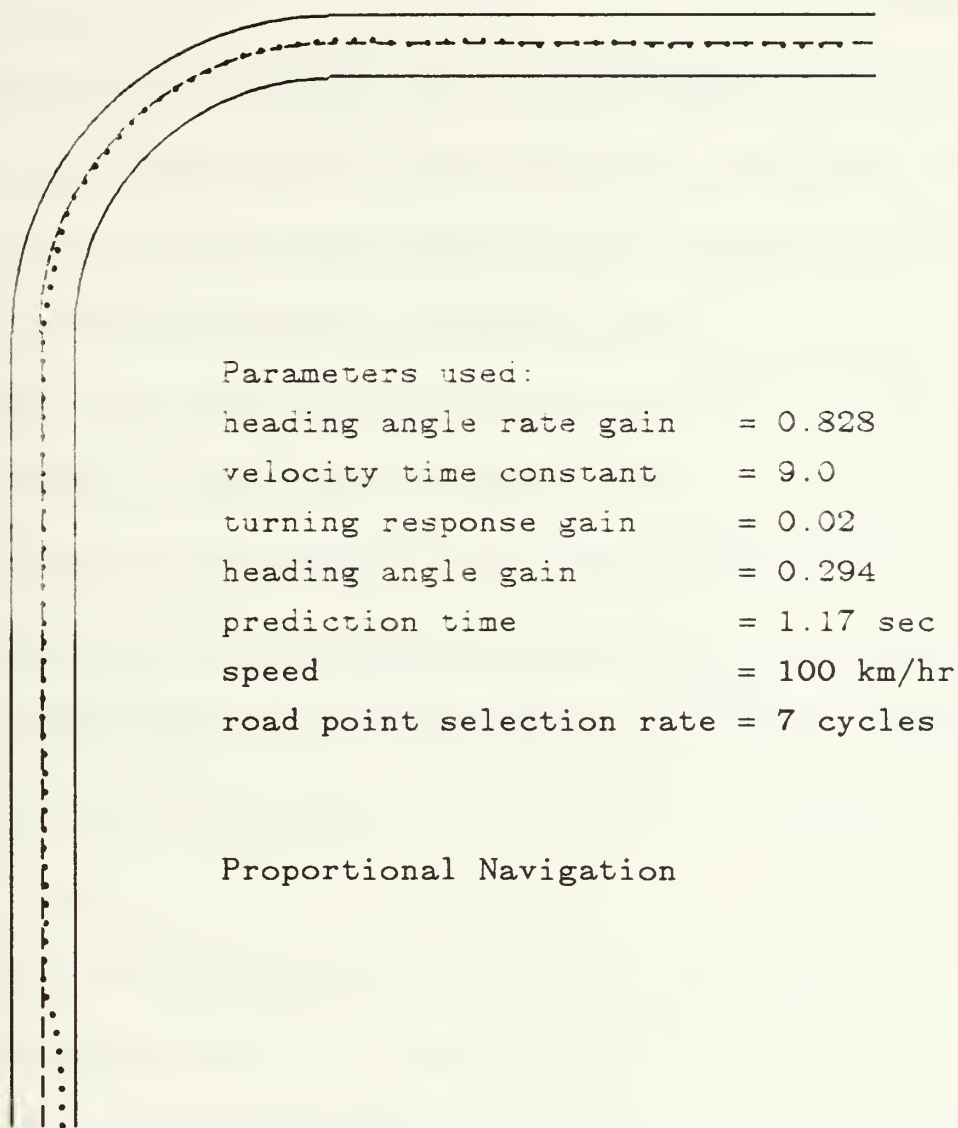 Parameters used:
heading angle rate gain = 0.828
velocity time constant = 9.0
turning response gain = 0.02
heading angle gain = 0.294
prediction time = 1.17 sec
speed = 100 km/hr
road point selection rate = 7 cycles
Proportional Navigation